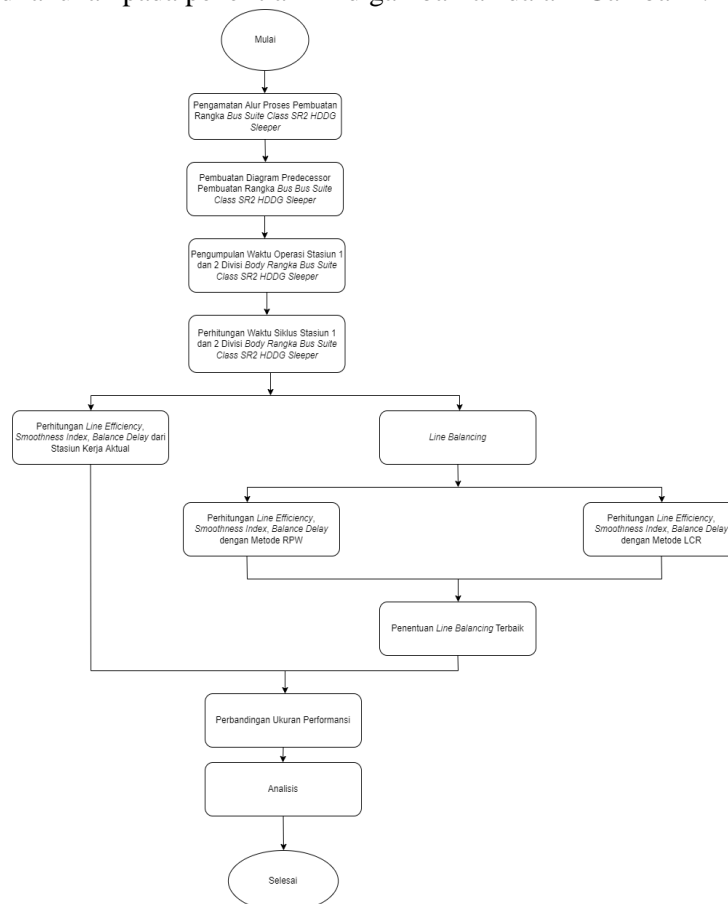 Mulai
Pengamatan Alur Proses Pembuatan
Rangka Bus Suite Class SR2 HDDG
Sleeper
Pembuatan Diagram Predecessor
Pembuatan Rangka Bus Bus Suite
Class SR2 HDDG Sleeper
Pengumpulan Waktu Operasi Stasiun 1
dan 2 Divisi Body Rangka Bus Suite
Class SR2 HDDG Sleeper
Perhitungan Waktu Siklus Stasiun 1
dan 2 Divisi Body Rangka Bus Suite
Class SR2 HDDG Sleeper
Perhitungan Line Efficiency,
Smoothness Index, Balance Delay dari
Stasiun Kerja Aktual
Line Balancing
Perhitungan Line Efficiency,
Smoothness Index, Balance Delay
dengan Metode RPW
Perhitungan Line Efficiency,
Smoothness Index, Balance Delay
dengan Metode LCR
Penentuan Line Balancing Terbaik
Perbandingan Ukuran Performansi
Analisis
Selesai